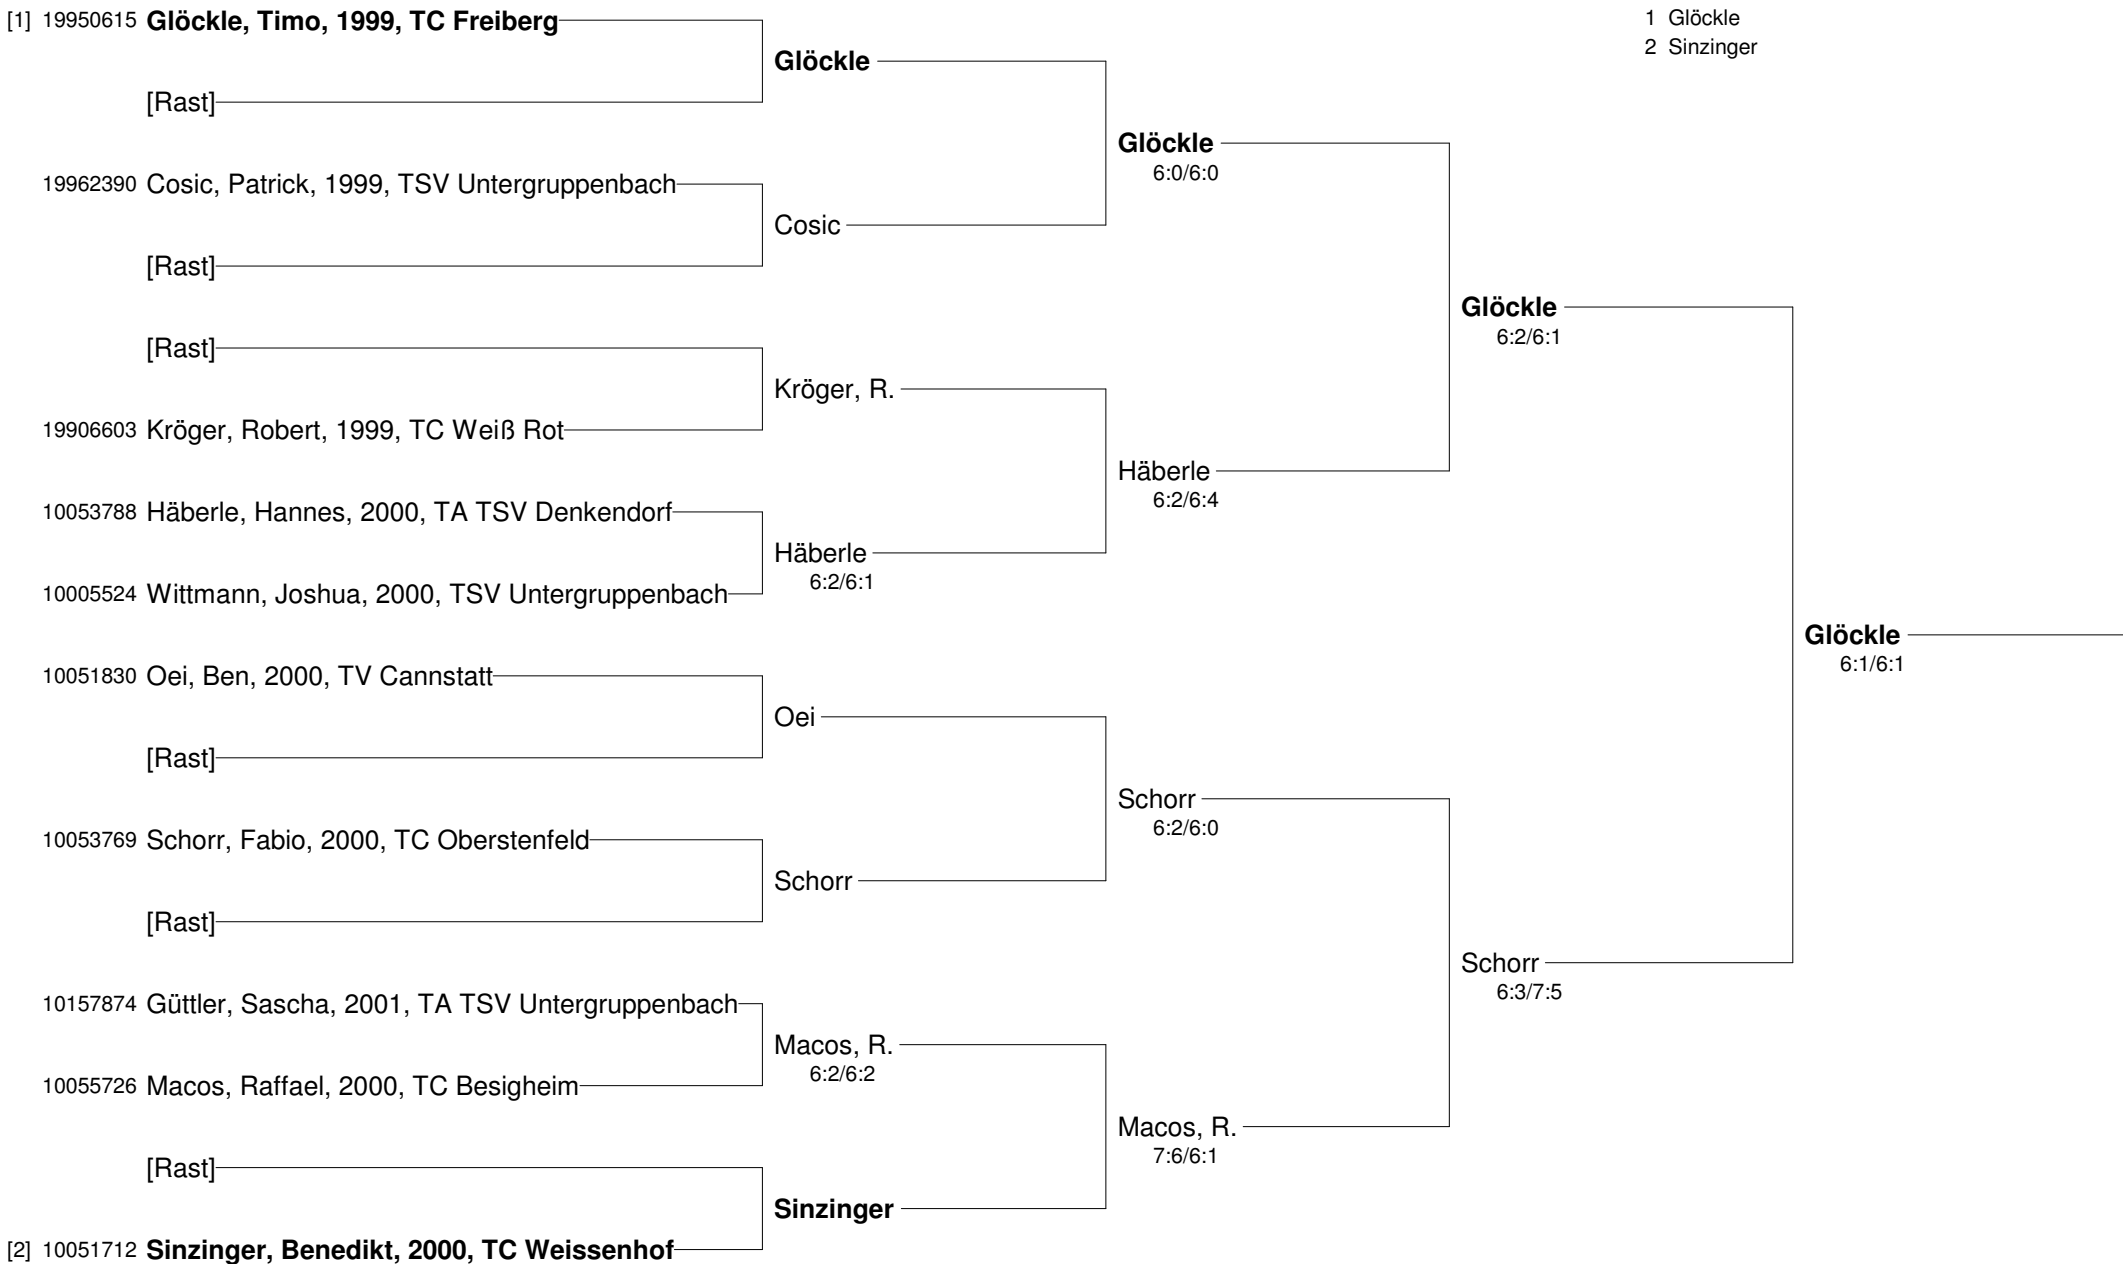 [1] 19950615 Glöckle, Timo, 1999, TC Freiberg
[Rast]
19962390 Cosic, Patrick, 1999, TSV Untergruppenbach
[Rast]
[Rast]
19906603 Kröger, Robert, 1999, TC Weiß Rot
10053788 Häberle, Hannes, 2000, TA TSV Denkendorf
10005524 Wittmann, Joshua, 2000, TSV Untergruppenbach
10051830 Oei, Ben, 2000, TV Cannstatt
[Rast]
10053769 Schorr, Fabio, 2000, TC Oberstenfeld
[Rast]
10157874 Güttler, Sascha, 2001, TA TSV Untergruppenbach
10055726 Macos, Raffael, 2000, TC Besigheim
[Rast]
[2] 10051712 Sinzinger, Benedikt, 2000, TC Weissenhof
Glöckle
Cosic
Kröger, R.
Häberle
6:2/6:1
Oei
Schorr
Macos, R.
6:2/6:2
Sinzinger
Glöckle
6:0/6:0
Häberle
6:2/6:4
Schorr
6:2/6:0
Macos, R.
7:6/6:1
Glöckle
6:2/6:1
Schorr
6:3/7:5
Glöckle
6:1/6:1
1 Glöckle
2 Sinzinger